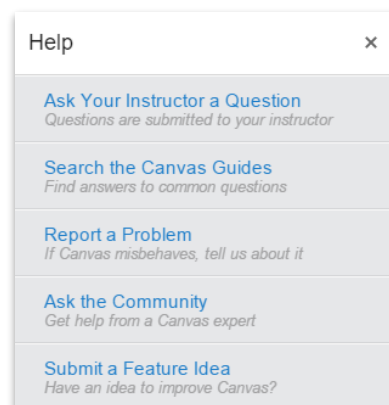 Help ×
Ask Your Instructor a Question
Questions are submitted to your instructor
Search the Canvas Guides
Find answers to common questions
Report a Problem
If Canvas misbehaves, tell us about it
Ask the Community
Get help from a Canvas expert
Submit a Feature Idea
Have an idea to improve Canvas?